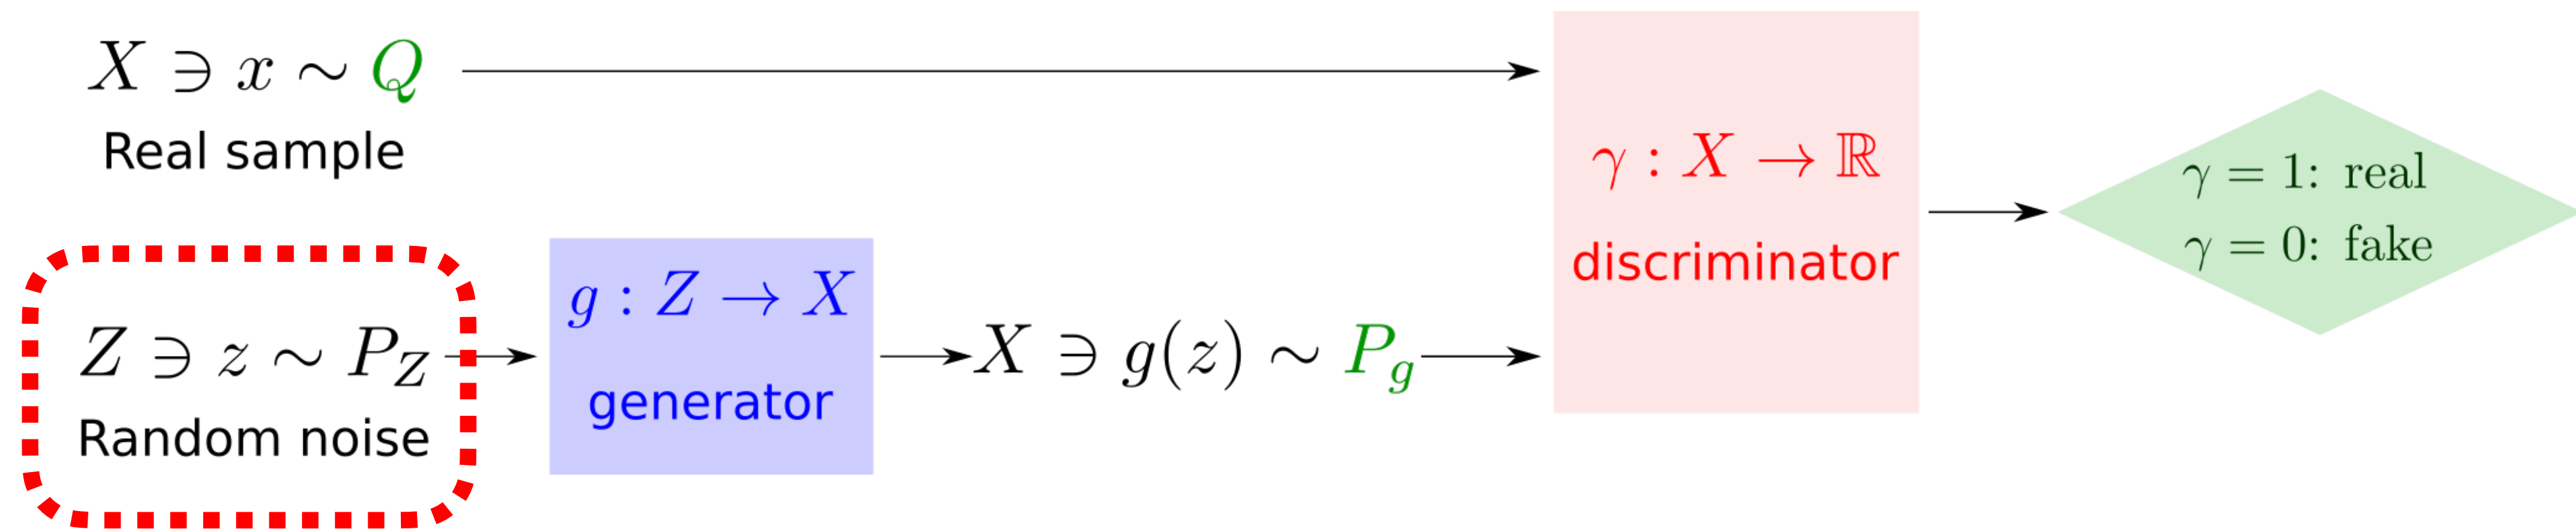 X ∋ x ∼ Q
Real sample
Z ∋ z ∼ P_Z
Random noise
g : Z → X
generator
X ∋ g(z) ∼ P_g
γ : X → ℝ
discriminator
γ = 1: real
γ = 0: fake